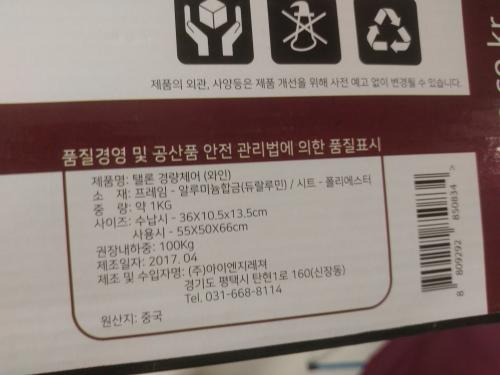 제품의 외관, 사양등은 제품 개선을 위해 사전 예고 없이 변경될 수 있습니다.
품질경영 및 공산품 안전 관리법에 의한 품질표시
제품명: 탤론 경량체어 (와인)
소 재: 프레임 - 알루미늄합금(듀랄루민) / 시트 - 폴리에스터
중 량: 약 1KG
사이즈: 수납시 - 36X10.5x13.5cm
사용시 - 55X50X66cm
권장내하중: 100Kg
제조일자: 2017. 04
제조 및 수입자명: (주)아이엔지레져
경기도 평택시 탄현1로 160(신장동)
Tel. 031-668-8114
원산지: 중국
8 809292 850834 >